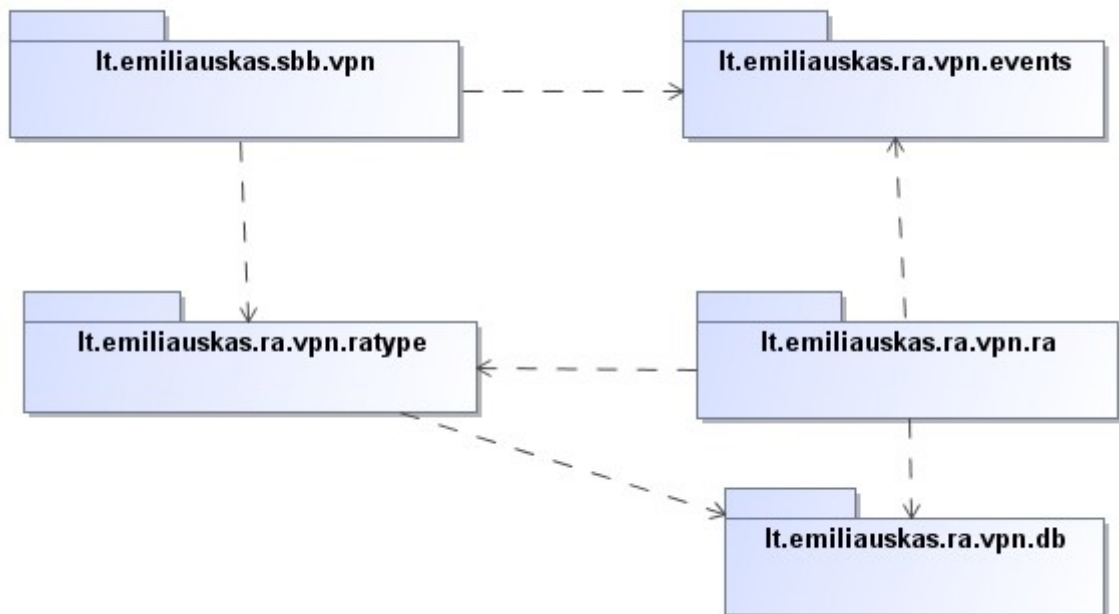 lt.emiliauskas.sbb.vpn
lt.emiliauskas.ra.vpn.events
lt.emiliauskas.ra.vpn.ratype
lt.emiliauskas.ra.vpn.ra
lt.emiliauskas.ra.vpn.db